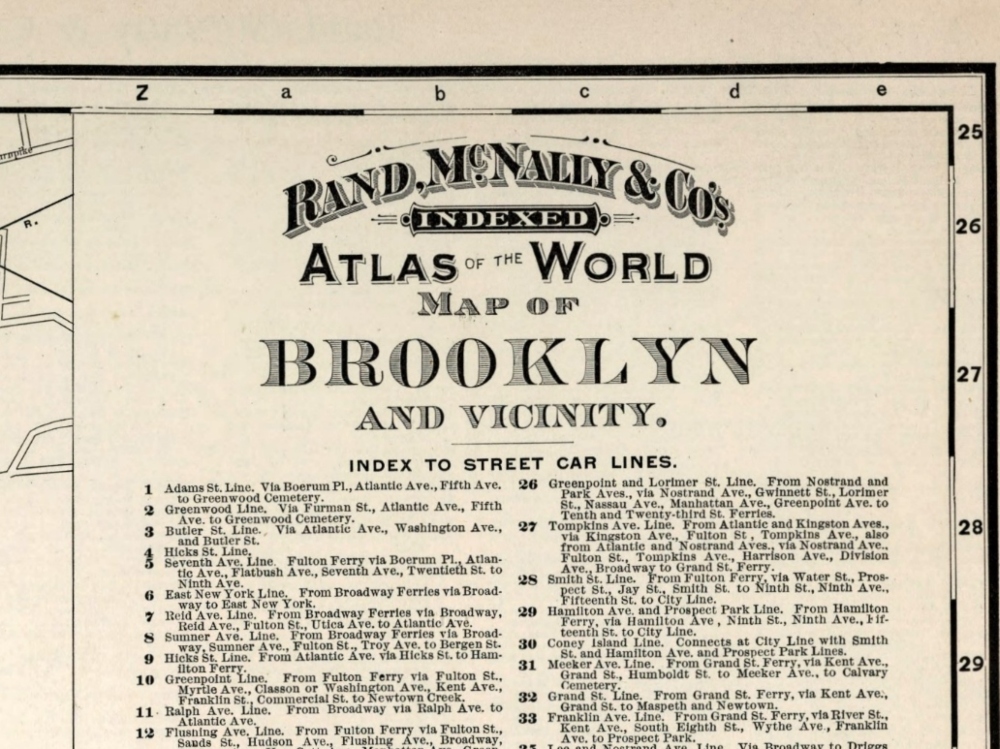 Z a b c d e
25
R.
26
27
28
29
RAND, MCNALLY & CO'S
INDEXED
ATLAS OF THE WORLD
MAP OF
BROOKLYN
AND VICINITY.
INDEX TO STREET CAR LINES.
1 Adams St. Line. Via Boerum Pl., Atlantic Ave., Fifth Ave.
to Greenwood Cemetery.
2 Greenwood Line. Via Furman St., Atlantic Ave., Fifth
Ave. to Greenwood Cemetery.
3 Butler St. Line. Via Atlantic Ave., Washington Ave.,
and Butler St.
4 Hicks St. Line.
5 Seventh Ave. Line. Fulton Ferry via Boerum Pl., Atlan-
tic Ave., Flatbush Ave., Seventh Ave., Twentieth St. to
Ninth Ave.
6 East New York Line. From Broadway Ferries via Broad-
way to East New York.
7 Reid Ave. Line. From Broadway Ferries via Broadway,
Reid Ave., Fulton St., Utica Ave. to Atlantic Ave.
8 Sumner Ave. Line. From Broadway Ferries via Broad-
way, Sumner Ave., Fulton St., Troy Ave. to Bergen St.
9 Hicks St. Line. From Atlantic Ave. via Hicks St. to Ham-
ilton Ferry.
10 Greenpoint Line. From Fulton Ferry via Fulton St.,
Myrtle Ave., Classon or Washington Ave., Kent Ave.,
Franklin St., Commercial St. to Newtown Creek.
11 Ralph Ave. Line. From Broadway via Ralph Ave. to
Atlantic Ave.
12 Flushing Ave. Line. From Fulton Ferry via Fulton St.,
Sands St., Hudson Ave., Flushing Ave., Broadway,
26 Greenpoint and Lorimer St. Line. From Nostrand and
Park Aves., via Nostrand Ave., Gwinnett St., Lorimer
St., Nassau Ave., Manhattan Ave., Greenpoint Ave. to
Tenth and Twenty-third St. Ferries.
27 Tompkins Ave. Line. From Atlantic and Kingston Aves.,
via Kingston Ave., Fulton St., Tompkins Ave., also
from Atlantic and Nostrand Aves., via Nostrand Ave.,
Fulton St., Tompkins Ave., Harrison Ave., Division
Ave., Broadway to Grand St. Ferry.
28 Smith St. Line. From Fulton Ferry, via Water St., Pros-
pect St., Jay St., Smith St. to Ninth St., Ninth Ave.,
Fifteenth St. to City Line.
29 Hamilton Ave. and Prospect Park Line. From Hamilton
Ferry, via Hamilton Ave., Ninth St., Ninth Ave., Fif-
teenth St. to City Line.
30 Coney Island Line. Connects at City Line with Smith
St. and Hamilton Ave. and Prospect Park Lines.
31 Meeker Ave. Line. From Grand St. Ferry, via Kent Ave.,
Grand St., Humboldt St. to Meeker Ave., to Calvary
Cemetery.
32 Grand St. Line. From Grand St. Ferry, via Kent Ave.,
Grand St. to Maspeth and Newtown.
33 Franklin Ave. Line. From Grand St. Ferry, via River St.,
Kent Ave., South Eighth St., Wythe Ave., Franklin
Ave. to Prospect Park.